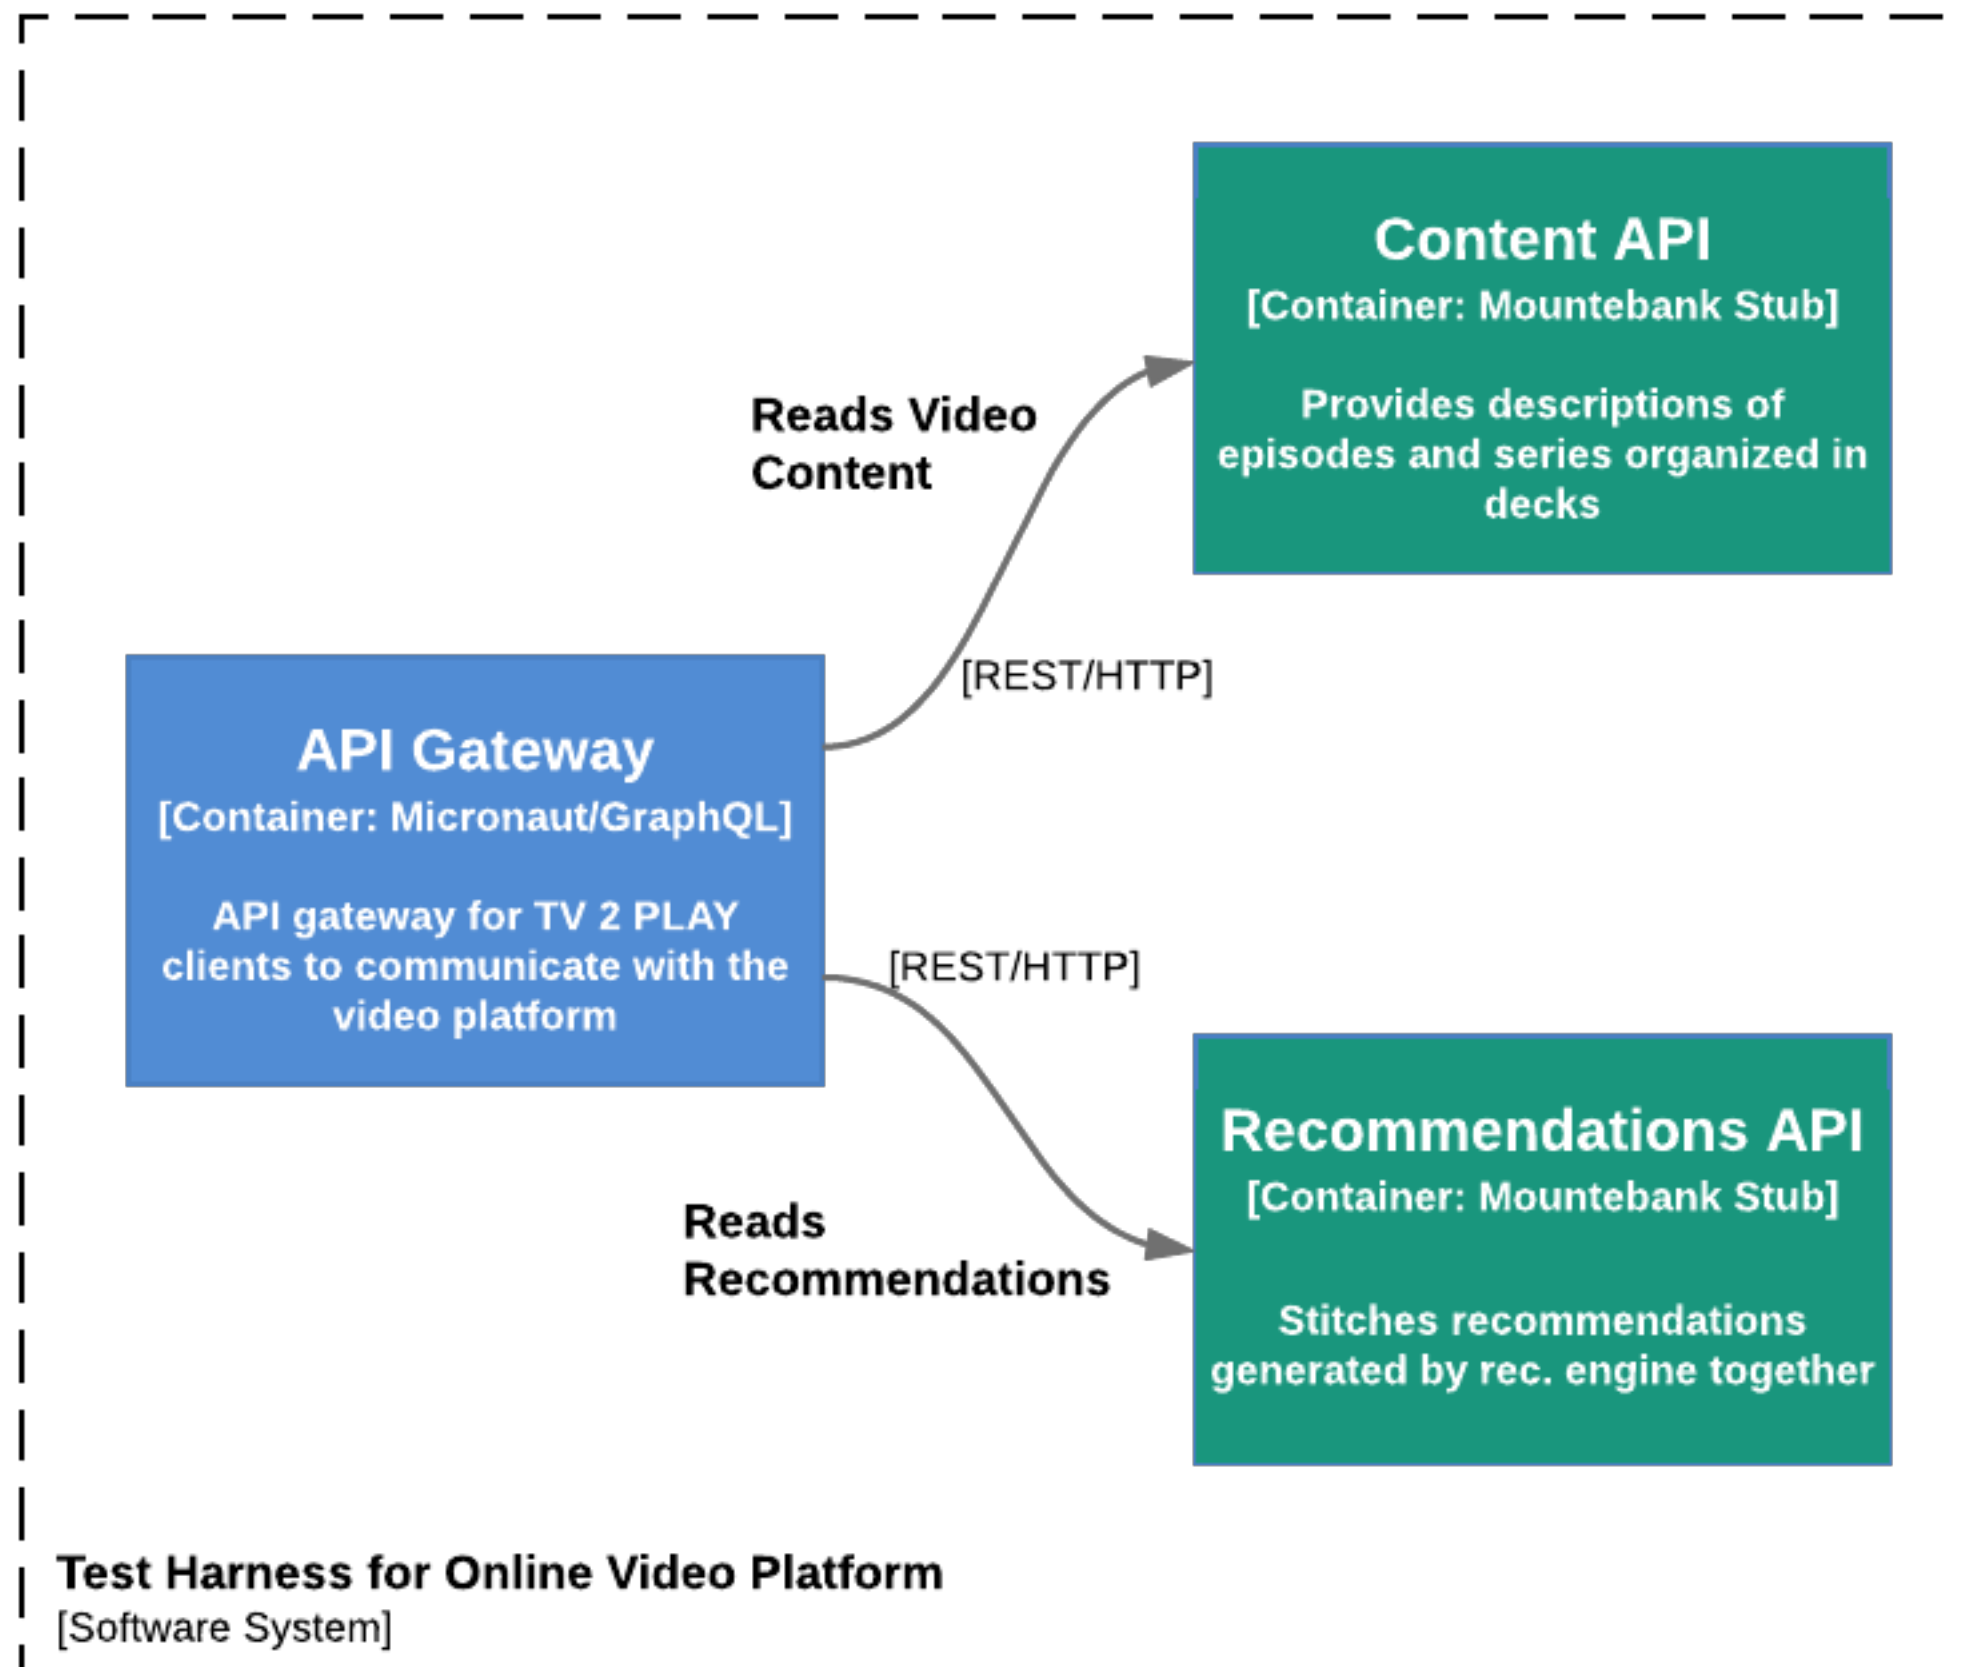 Content API
[Container: Mountebank Stub]
Provides descriptions of
episodes and series organized in
decks
Reads Video
Content
[REST/HTTP]
API Gateway
[Container: Micronaut/GraphQL]
API gateway for TV 2 PLAY
clients to communicate with the
video platform
[REST/HTTP]
Reads
Recommendations
Recommendations API
[Container: Mountebank Stub]
Stitches recommendations
generated by rec. engine together
Test Harness for Online Video Platform
[Software System]